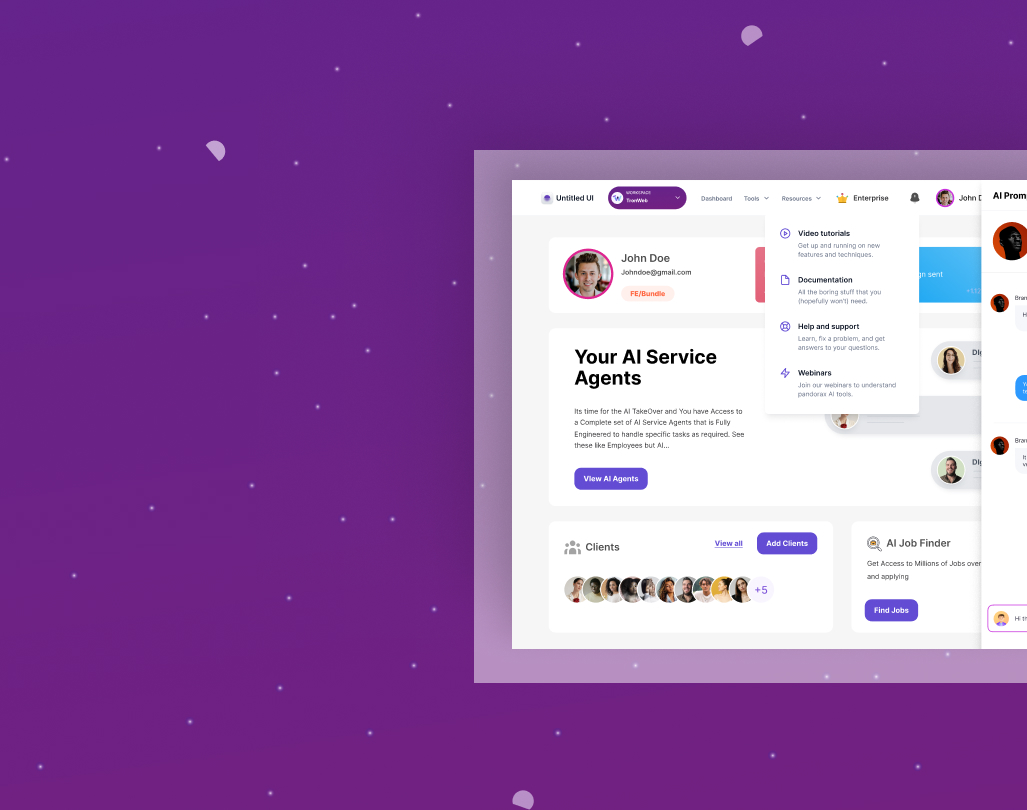 Untitled UI
WORKSPACE
TronWeb
Dashboard
Tools
Resources
Enterprise
John D
AI Prom
Video tutorials
Get up and running on new
features and techniques.
Documentation
All the boring stuff that you
(hopefully won't) need.
Help and support
Learn, fix a problem, and get
answers to your questions.
Webinars
Join our webinars to understand
pandorax AI tools.
John Doe
Johndoe@gmail.com
FE/Bundle
gn sent
Your AI Service
Agents
Its time for the AI TakeOver and You have Access to
a Complete set of AI Service Agents that is Fully
Engineered to handle specific tasks as required. See
these like Employees but AI...
View AI Agents
Clients
View all
Add Clients
+5
AI Job Finder
Get Access to Millions of Jobs over
and applying
Find Jobs
Bran
H
Bran
It
Hi th